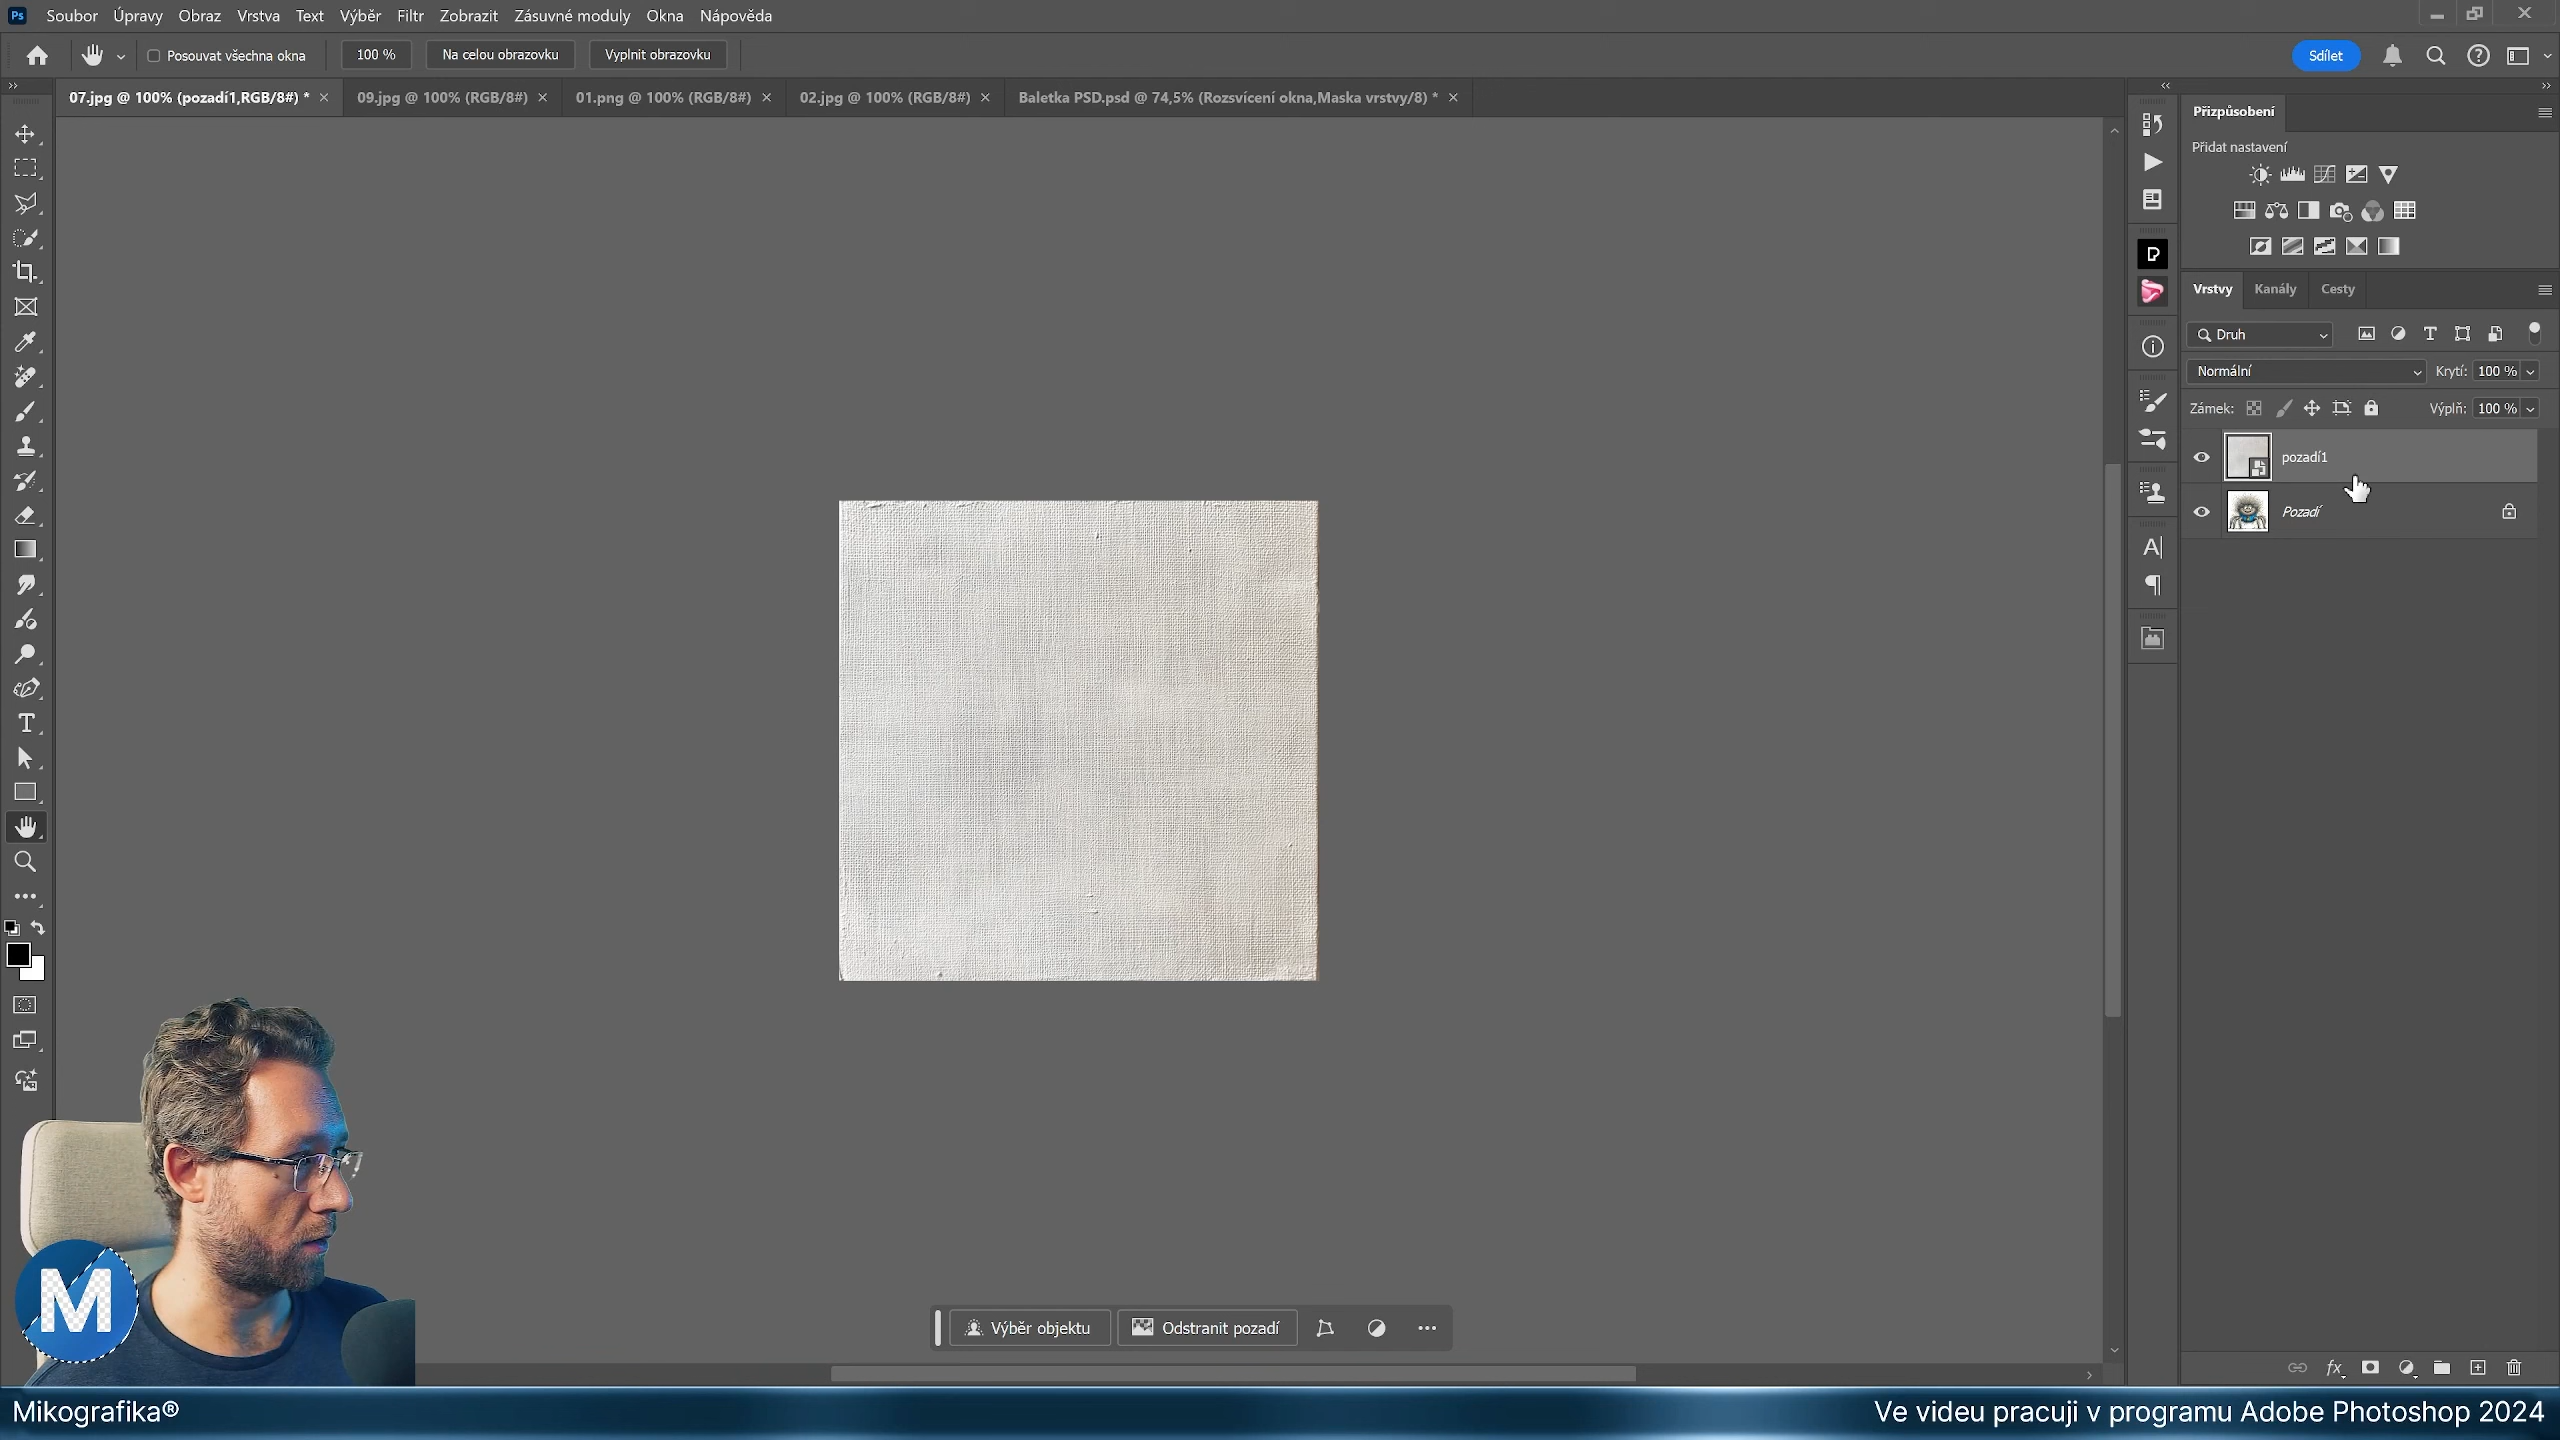 Ps Soubor Úpravy Obraz Vrstva Text Výběr Filtr Zobrazit Zásuvné moduly Okna Nápověda
Posouvat všechna okna 100 % Na celou obrazovku Vyplnit obrazovku Sdílet
07.jpg @ 100% (pozadí1,RGB/8#) * 09.jpg @ 100% (RGB/8#) 01.png @ 100% (RGB/8#) 02.jpg @ 100% (RGB/8#) Baletka PSD.psd @ 74,5% (Rozsvícení okna,Maska vrstvy/8) *
Přizpůsobení
Přidat nastavení
Vrstvy Kanály Cesty
Druh
Normální Krytí: 100 %
Zámek: Výplň: 100 %
pozadí1
Pozadí
Výběr objektu Odstranit pozadí
M
Mikografika® Ve videu pracuji v programu Adobe Photoshop 2024